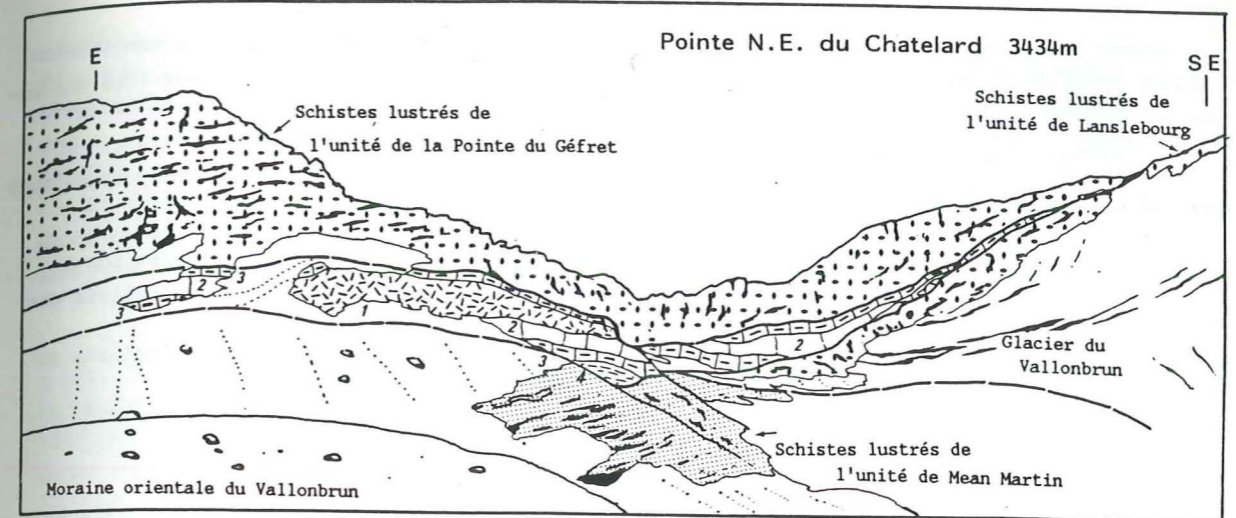 Pointe N.E. du Chatelard 3434m
E
SE
Schistes lustrés de
l'unité de la Pointe du Géfret
Schistes lustrés de
l'unité de Lanslebourg
3
2
3
1
2
3
4
2
Glacier du
Vallonbrun
Schistes lustrés de
l'unité de Mean Martin
Moraine orientale du Vallonbrun